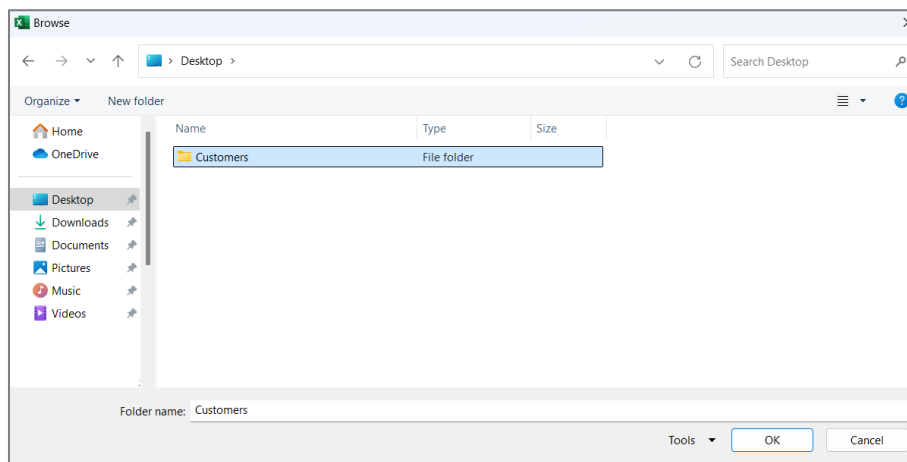 Browse
Desktop
Search Desktop
Organize New folder
Name Type Size
Home
OneDrive
Customers File folder
Desktop
Downloads
Documents
Pictures
Music
Videos
Folder name: Customers
Tools OK Cancel